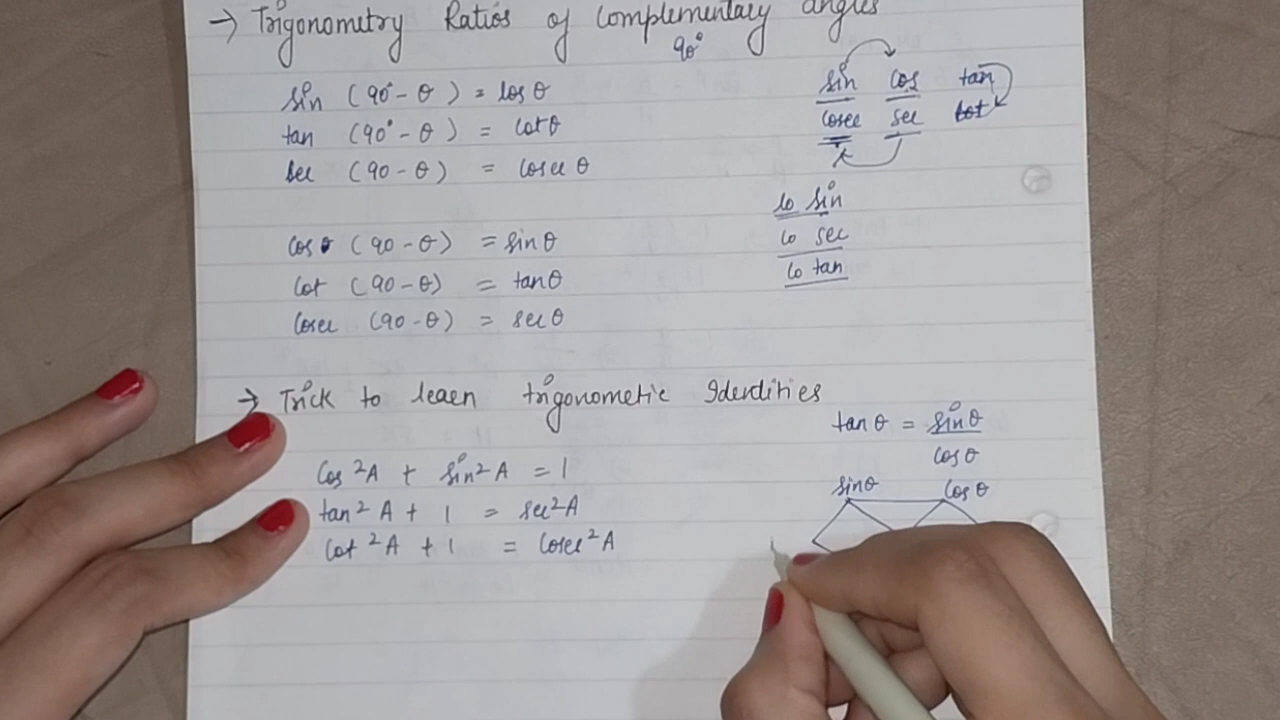 → Trigonometry Ratios of Complementary angles
90°
sin (90° - θ) = cos θ
tan (90° - θ) = cot θ
sec (90 - θ) = cosec θ
cos (90 - θ) = sin θ
cot (90 - θ) = tan θ
cosec (90 - θ) = sec θ
sin cos tan
cosec sec cot
co sin
co sec
co tan
→ Trick to learn trigonometic Identities
cos²A + sin²A = 1
tan²A + 1 = sec²A
cot²A + 1 = cosec²A
tan θ = sin θ
cos θ
sin θ cos θ